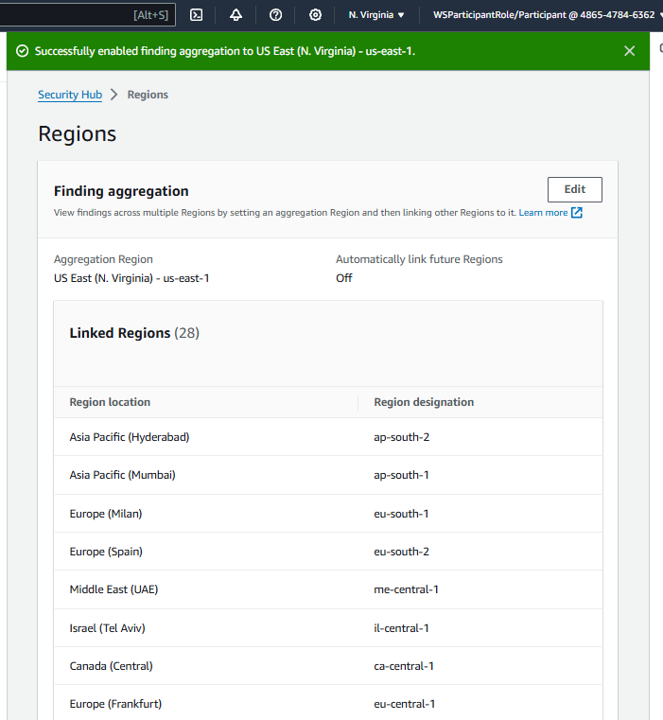 [Alt+S]
N. Virginia
WSParticipantRole/Participant @ 4865-4784-6362
Successfully enabled finding aggregation to US East (N. Virginia) - us-east-1.
Security Hub
Regions
Regions
Finding aggregation
Edit
View findings across multiple Regions by setting an aggregation Region and then linking other Regions to it. Learn more
Aggregation Region
Automatically link future Regions
US East (N. Virginia) - us-east-1
Off
Linked Regions (28)
Region location
Region designation
Asia Pacific (Hyderabad)
ap-south-2
Asia Pacific (Mumbai)
ap-south-1
Europe (Milan)
eu-south-1
Europe (Spain)
eu-south-2
Middle East (UAE)
me-central-1
Israel (Tel Aviv)
il-central-1
Canada (Central)
ca-central-1
Europe (Frankfurt)
eu-central-1